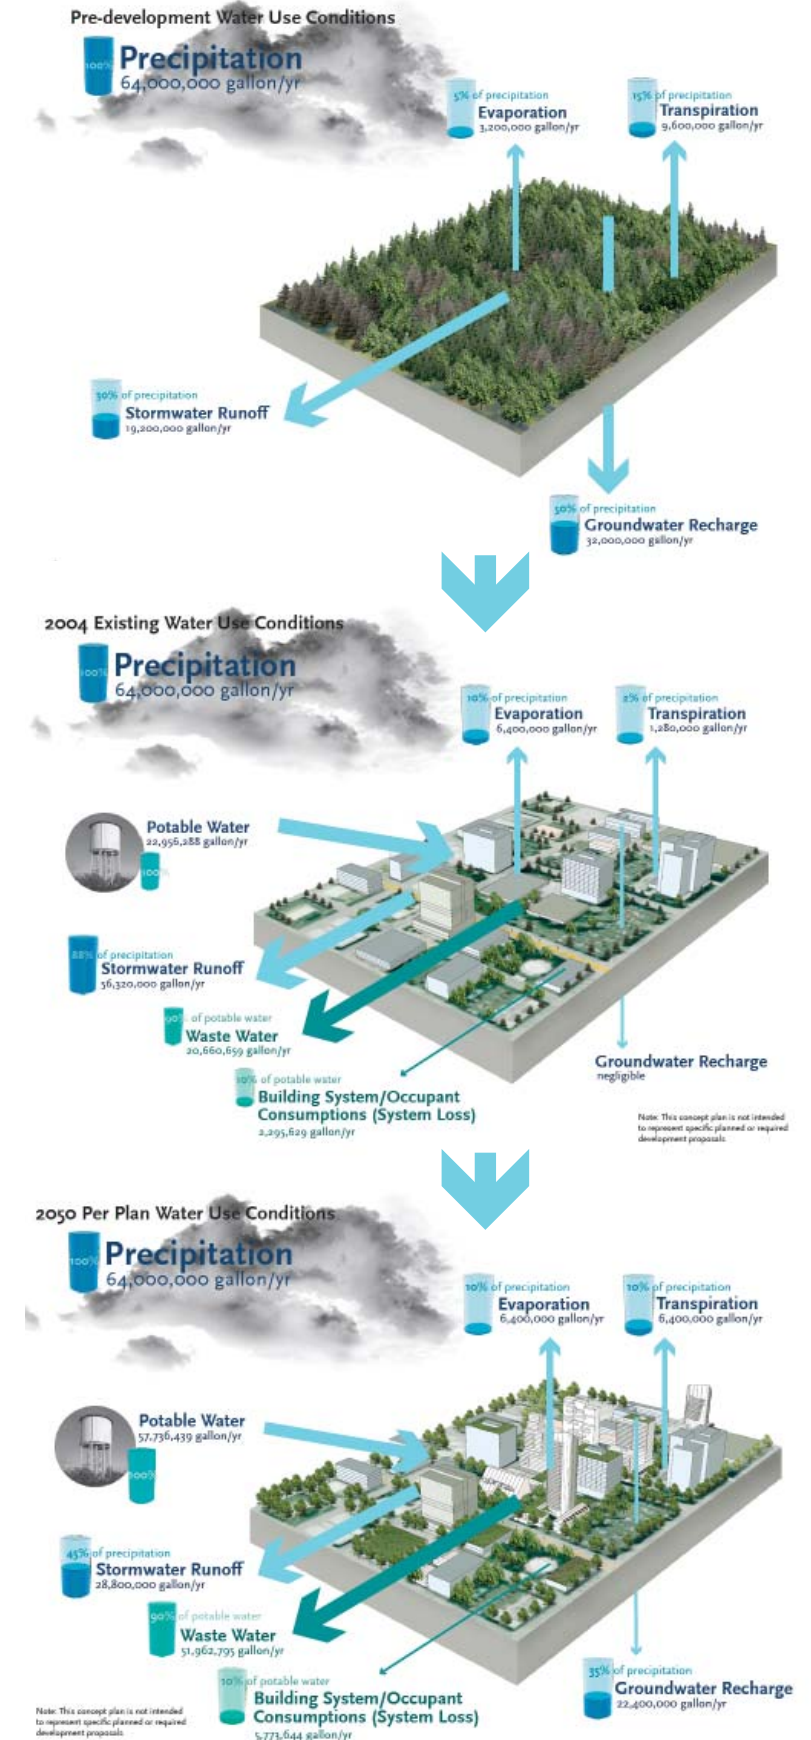 Pre-development Water Use Conditions
100%
Precipitation
64,000,000 gallon/yr
5% of precipitation
Evaporation
3,200,000 gallon/yr
15% of precipitation
Transpiration
9,600,000 gallon/yr
30% of precipitation
Stormwater Runoff
19,200,000 gallon/yr
50% of precipitation
Groundwater Recharge
32,000,000 gallon/yr
2004 Existing Water Use Conditions
100%
Precipitation
64,000,000 gallon/yr
10% of precipitation
Evaporation
6,400,000 gallon/yr
2% of precipitation
Transpiration
1,280,000 gallon/yr
Potable Water
22,956,288 gallon/yr
100%
88% of precipitation
Stormwater Runoff
56,320,000 gallon/yr
90% of potable water
Waste Water
20,660,659 gallon/yr
10% of potable water
Building System/Occupant
Consumptions (System Loss)
2,295,629 gallon/yr
Groundwater Recharge
negligible
Note: This concept plan is not intended
to represent specific planned or required
development proposals
2050 Per Plan Water Use Conditions
100%
Precipitation
64,000,000 gallon/yr
10% of precipitation
Evaporation
6,400,000 gallon/yr
10% of precipitation
Transpiration
6,400,000 gallon/yr
Potable Water
57,736,439 gallon/yr
100%
45% of precipitation
Stormwater Runoff
28,800,000 gallon/yr
90% of potable water
Waste Water
51,962,795 gallon/yr
10% of potable water
Building System/Occupant
Consumptions (System Loss)
5,773,644 gallon/yr
35% of precipitation
Groundwater Recharge
22,400,000 gallon/yr
Note: This concept plan is not intended
to represent specific planned or required
development proposals